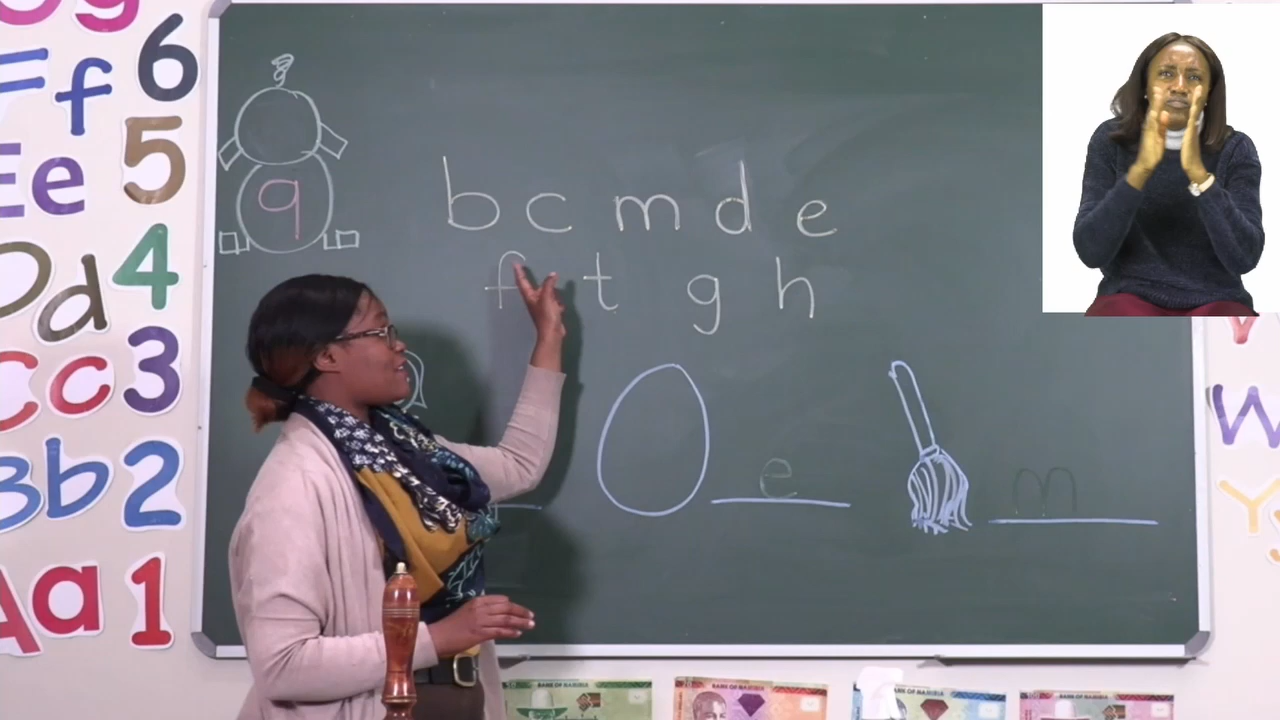 g
Ff 6
Ee 5
Dd 4
Cc 3
Bb 2
Aa 1
9
b c m d e
f t g h
e
m
W
Y
BANK OF NAMIBIA
BANK OF NAMIBIA
BANK OF NAMIBIA
BANK OF NAMIBIA